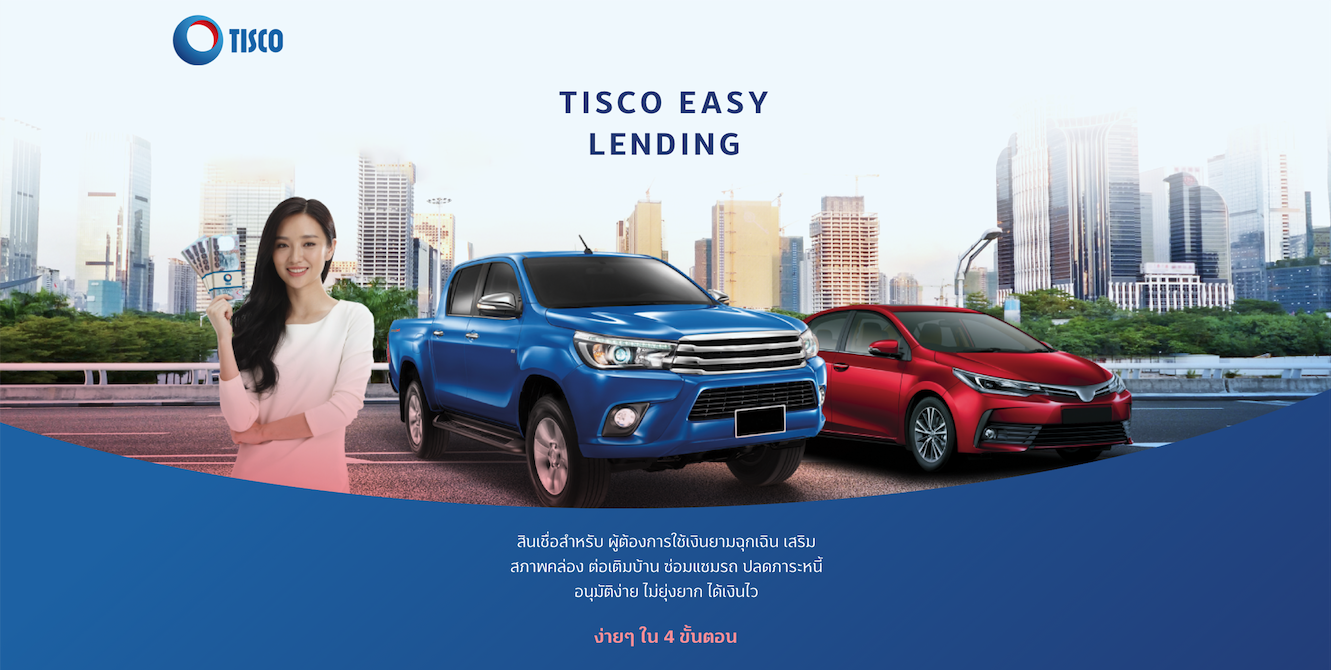 TISCO
TISCO EASY
LENDING
สินเชื่อสำหรับ ผู้ต้องการใช้เงินยามฉุกเฉิน เสริม
สภาพคล่อง ต่อเติมบ้าน ซ่อมแซมรถ ปลดภาระหนี้
อนุมัติง่าย ไม่ยุ่งยาก ได้เงินไว
ง่ายๆ ใน 4 ขั้นตอน